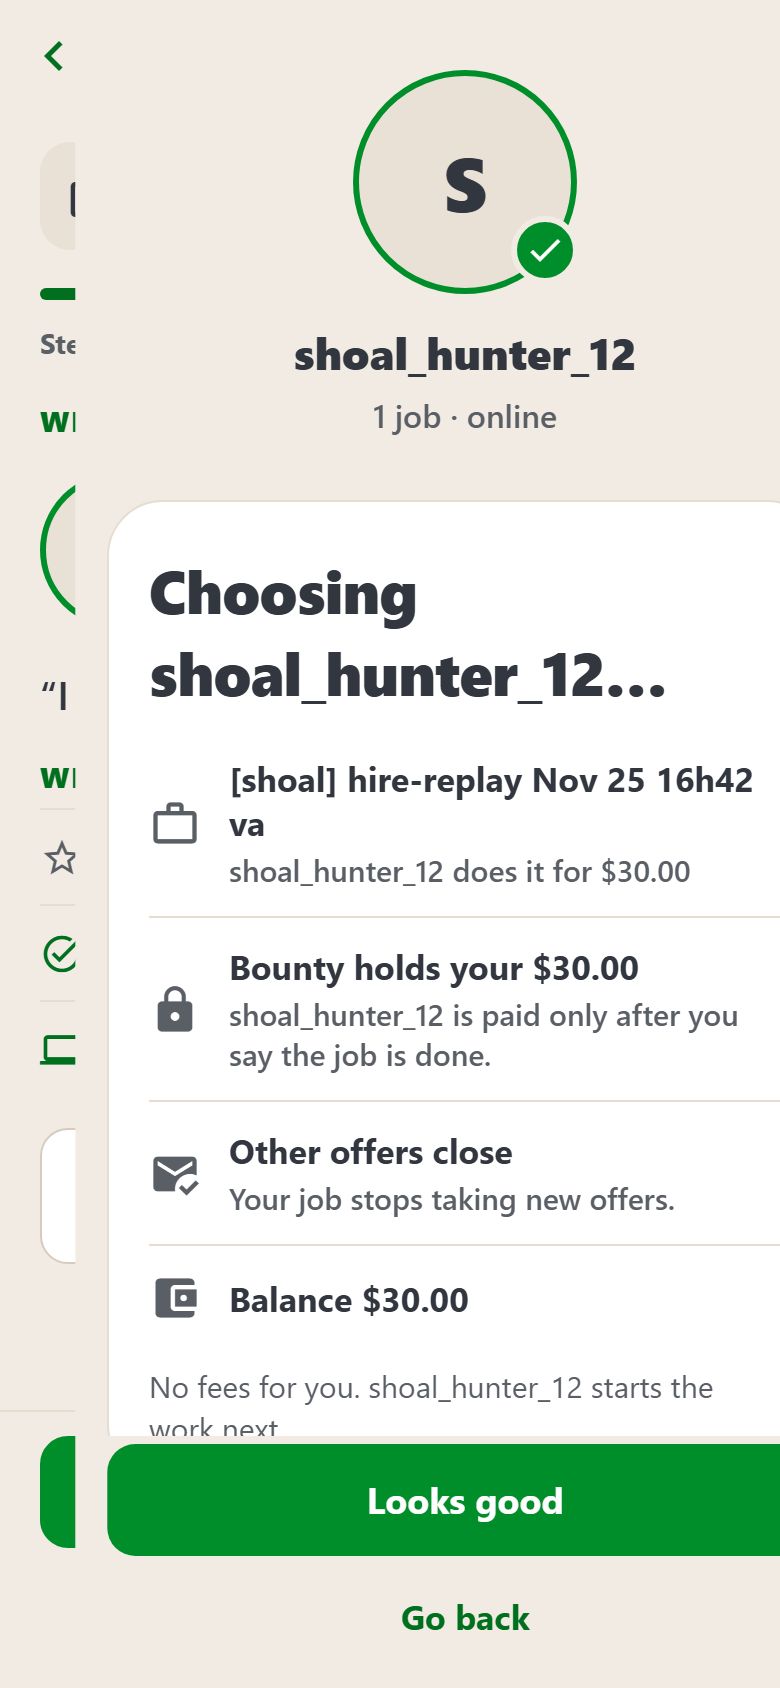 S
shoal_hunter_12
1 job · online
Choosing
shoal_hunter_12...
[shoal] hire-replay Nov 25 16h42
va
shoal_hunter_12 does it for $30.00
Bounty holds your $30.00
shoal_hunter_12 is paid only after you
say the job is done.
Other offers close
Your job stops taking new offers.
Balance $30.00
No fees for you. shoal_hunter_12 starts the
work next
Looks good
Go back